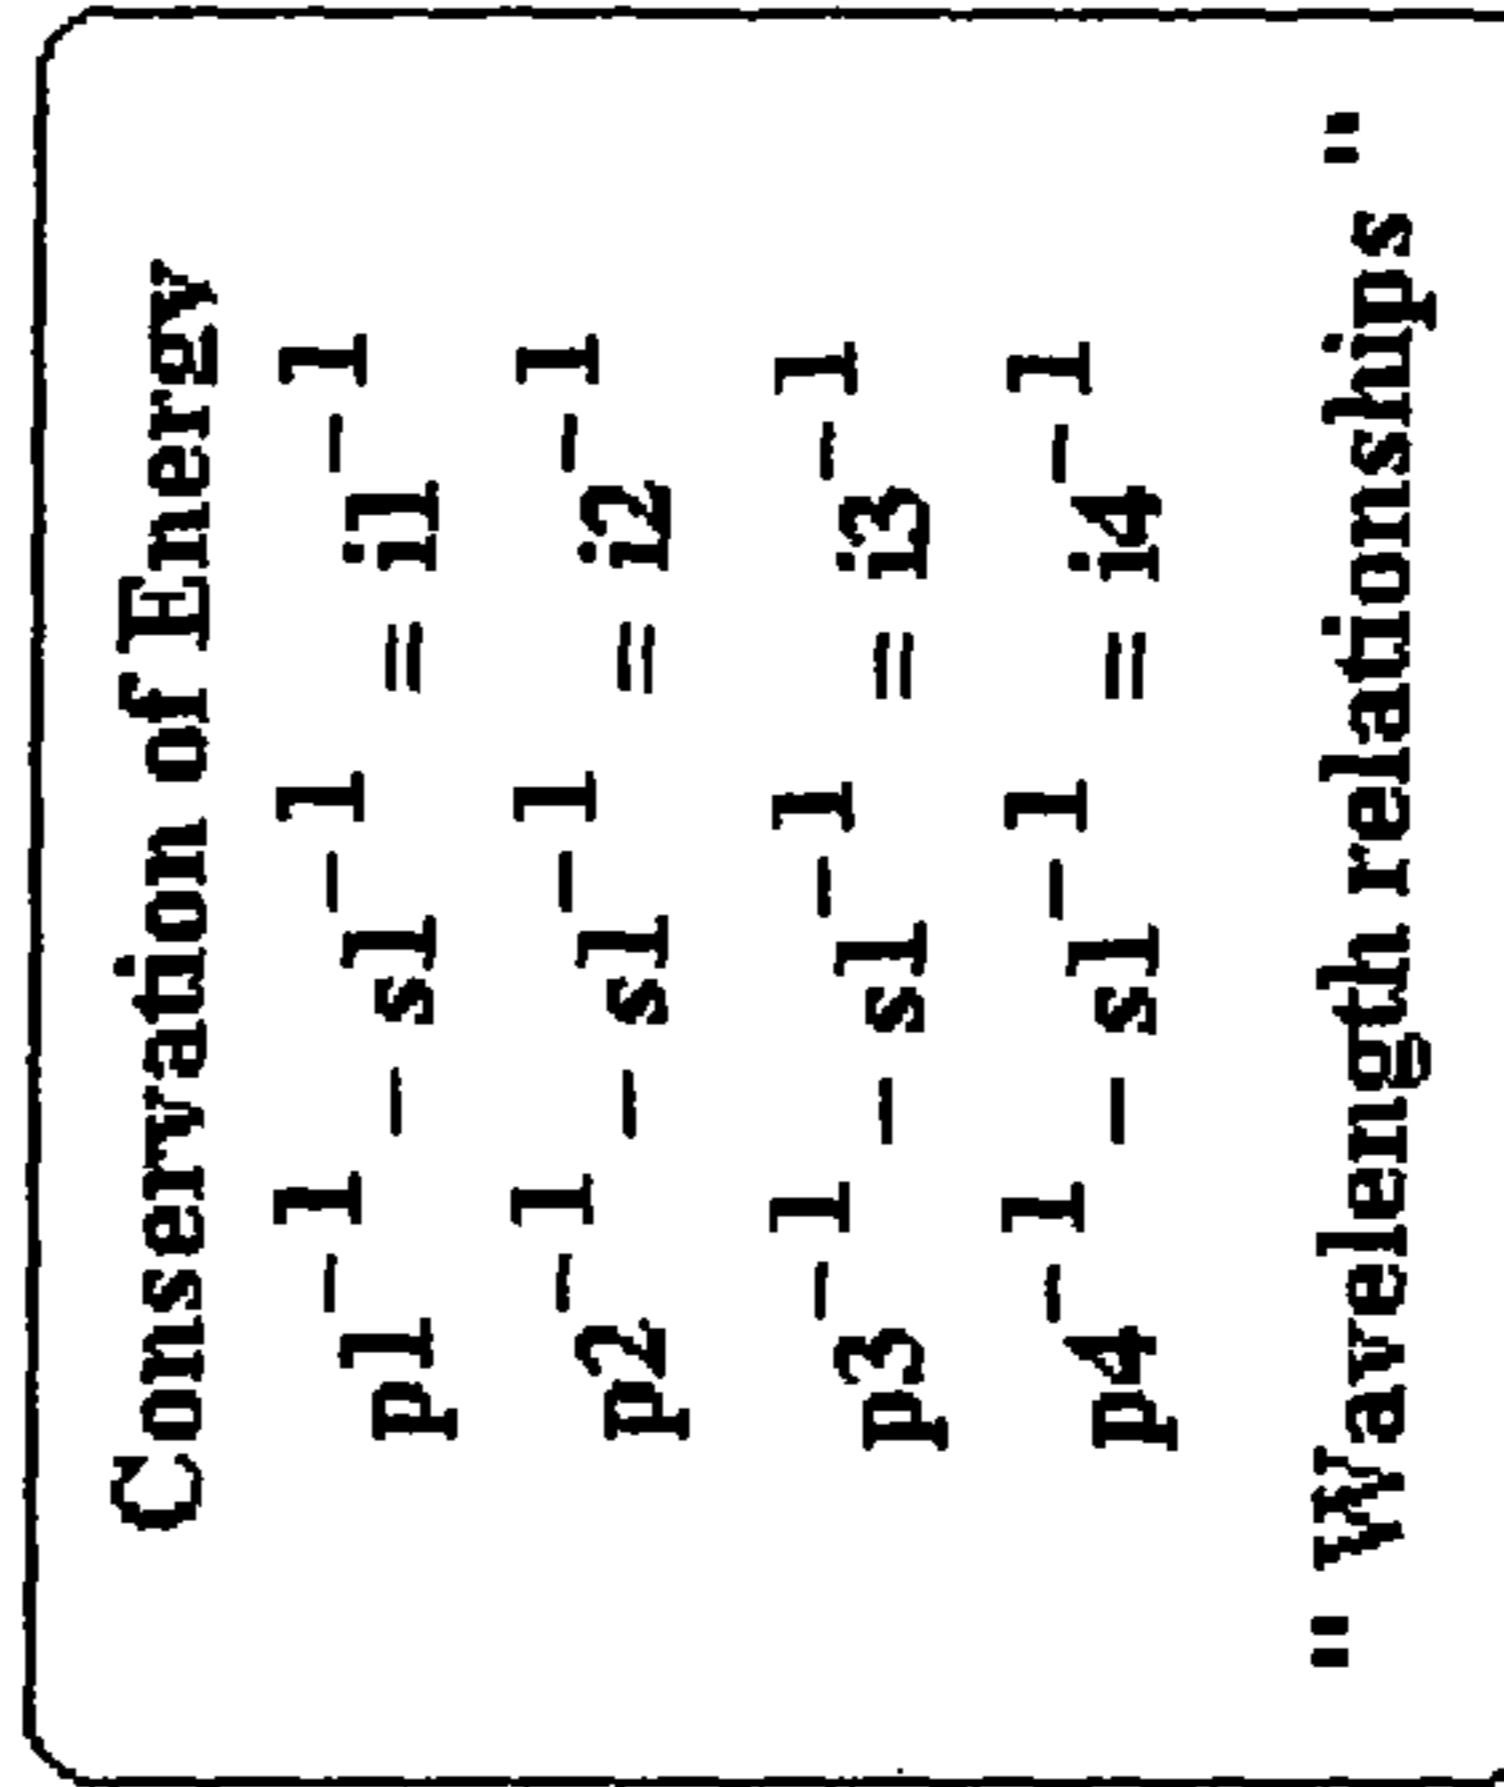 Conservation of Energy
p1⁻¹ – s1⁻¹ = i1⁻¹
p2⁻¹ – s1⁻¹ = i2⁻¹
p3⁻¹ – s1⁻¹ = i3⁻¹
p4⁻¹ – s1⁻¹ = i4⁻¹
" Wavelength relationships "